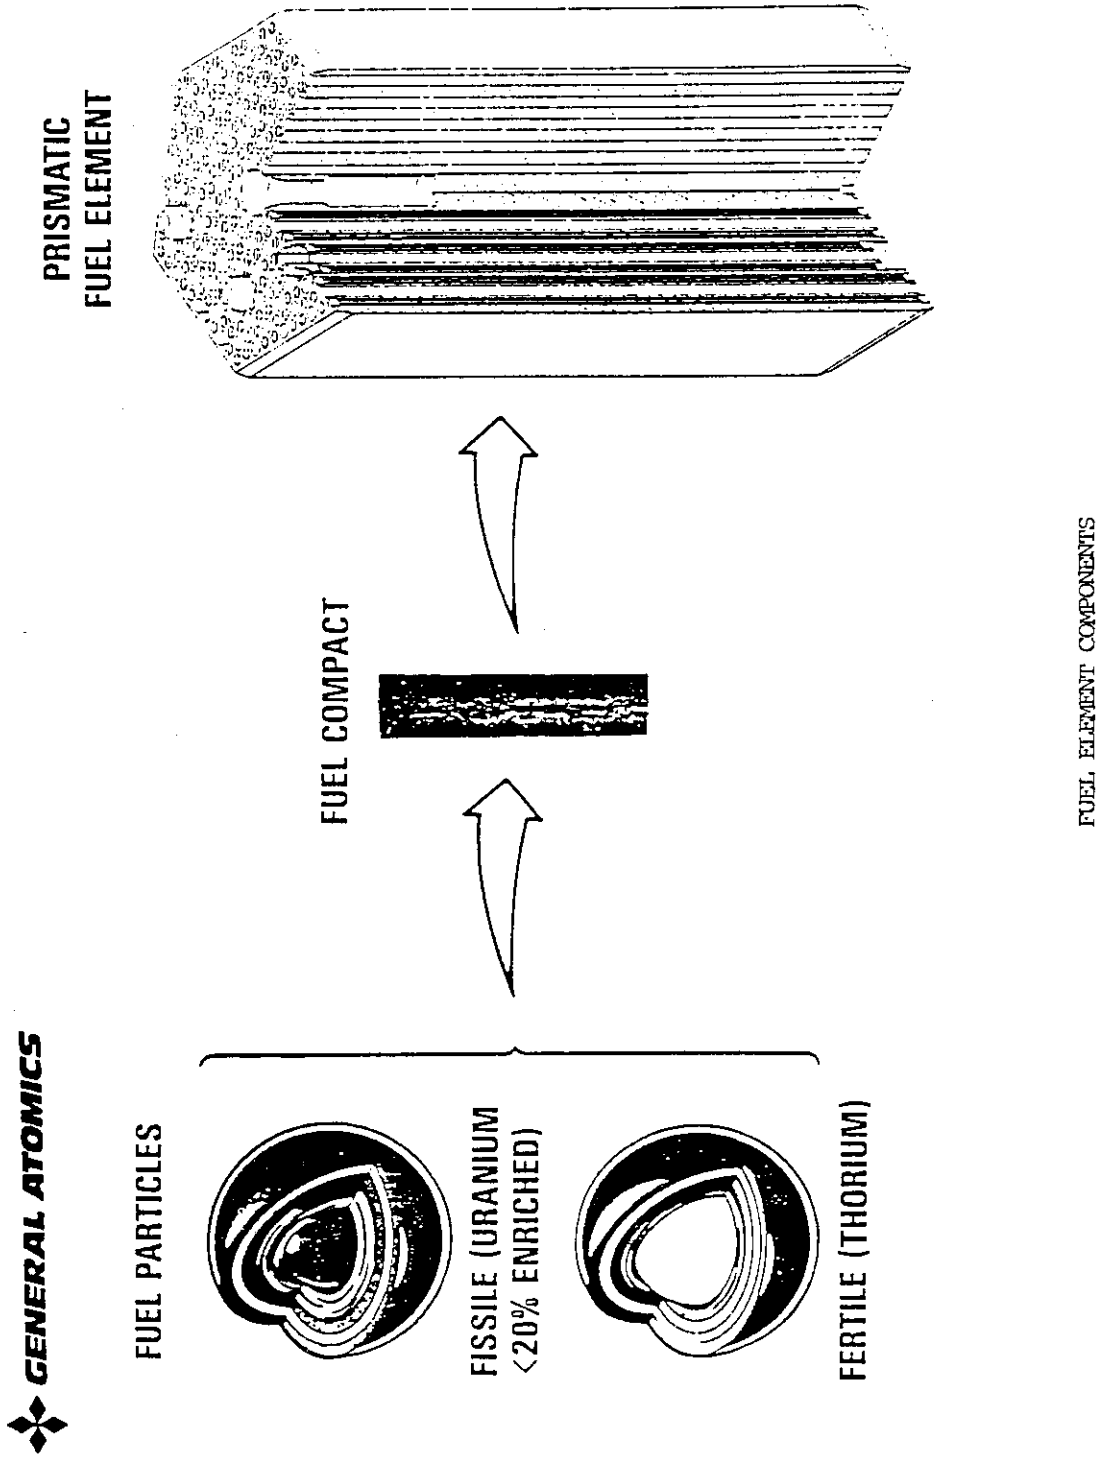 GENERAL ATOMICS
FUEL PARTICLES
FISSILE (URANIUM
<20% ENRICHED)
FERTILE (THORIUM)
FUEL COMPACT
PRISMATIC
FUEL ELEMENT
FUEL ELEMENT COMPONENTS